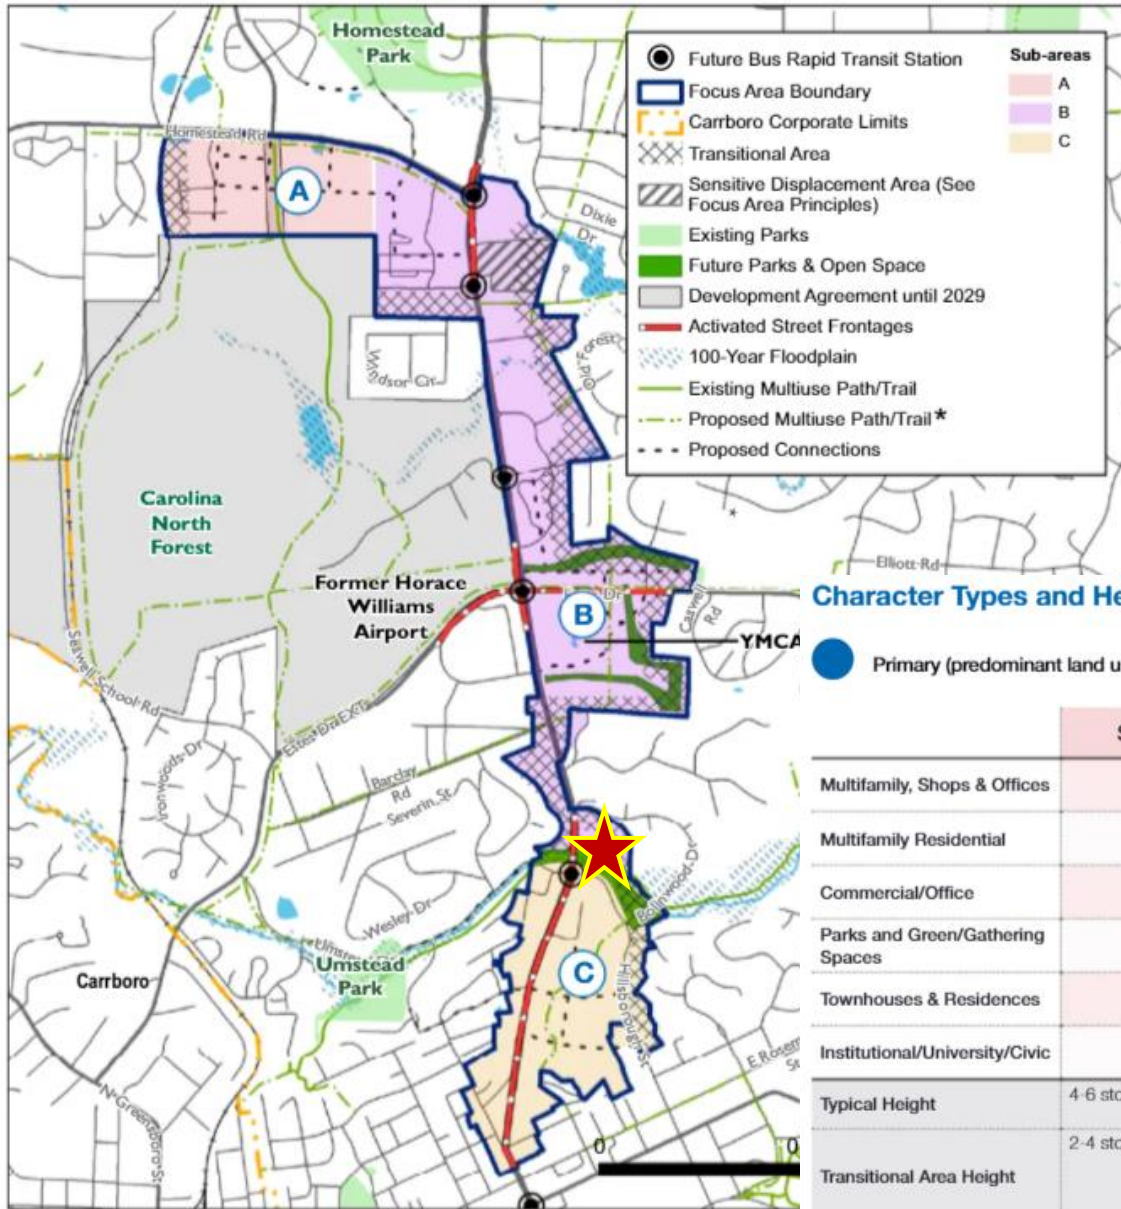 Homestead
Park
Homestead Rd
A
Dixie
Dr
Future Bus Rapid Transit Station
Focus Area Boundary
Carrboro Corporate Limits
Transitional Area
Sensitive Displacement Area (See
Focus Area Principles)
Existing Parks
Future Parks & Open Space
Development Agreement until 2029
Activated Street Frontages
100-Year Floodplain
Existing Multiuse Path/Trail
Proposed Multiuse Path/Trail*
Proposed Connections
Sub-areas
A
B
C
Old Forest
Windsor Cir
Carolina
North
Forest
*
Elliott Rd
Former Horace
Williams
Airport
Dr
B
Caswell
Rd
YMCA
Seawell School Rd
Estes Dr EXT
Ironwoods Dr
Barclay
Rd
Severin St
Bolinwood Dr
Wesley Dr
Umstead
Park
Carrboro
C
Hillsborough St
E Rosem
St
N Greensboro St
0
0
Character Types and He
Primary (predominant land u
S
Multifamily, Shops & Offices
Multifamily Residential
Commercial/Office
Parks and Green/Gathering
Spaces
Townhouses & Residences
Institutional/University/Civic
Typical Height
4-6 sto
Transitional Area Height
2-4 sto